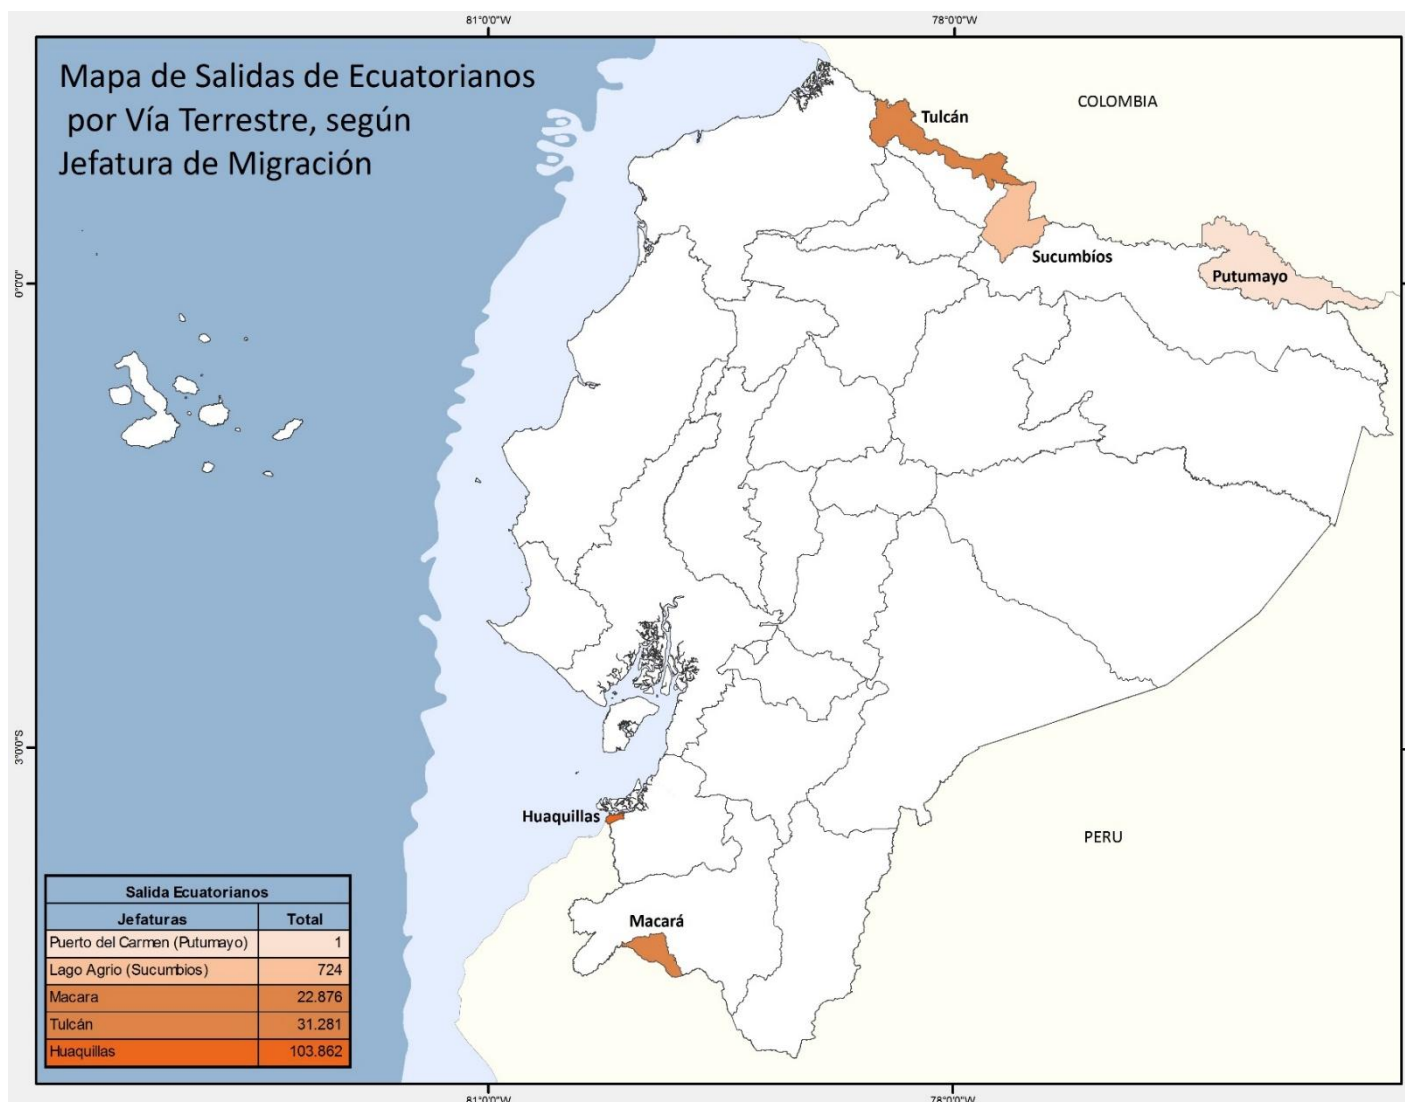 81°0'0"W
78°0'0"W
Mapa de Salidas de Ecuatorianos
por Vía Terrestre, según
Jefatura de Migración
COLOMBIA
Tulcán
Sucumbíos
Putumayo
0°0'0"
3°0'0"S
Huaquillas
PERU
Macará
Salida Ecuatorianos
Jefaturas Total
Puerto del Carmen (Putumayo) 1
Lago Agrio (Sucumbios) 724
Macara 22.876
Tulcán 31.281
Huaquillas 103.862
81°0'0"W
78°0'0"W